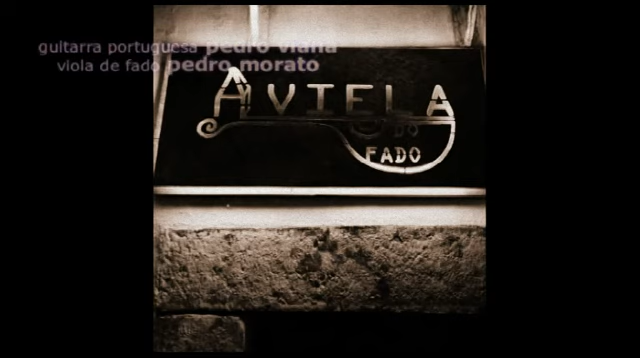 guitarra portuguesa pedro viana
viola de fado pedro morato
A VIELA
DO
FADO